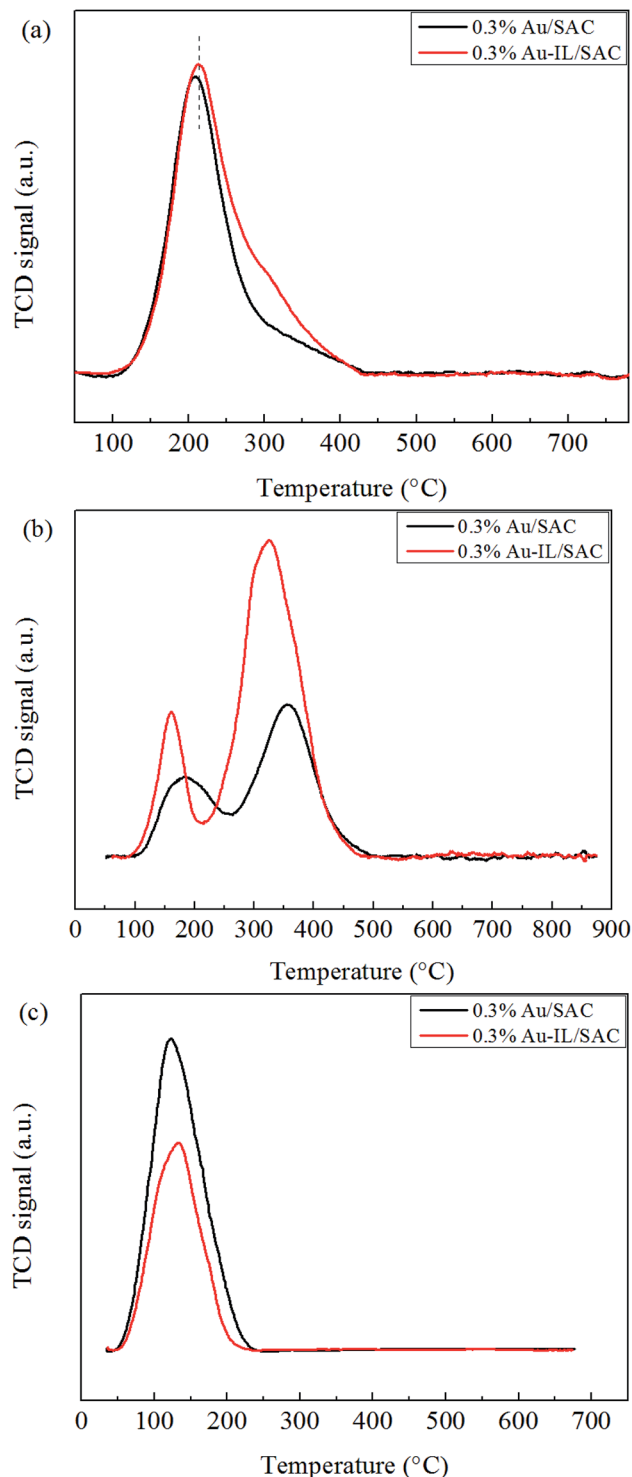 (a)
0.3% Au/SAC
0.3% Au-IL/SAC
TCD signal (a.u.)
100 200 300 400 500 600 700
Temperature (°C)
(b)
0.3% Au/SAC
0.3% Au-IL/SAC
TCD signal (a.u.)
0 100 200 300 400 500 600 700 800 900
Temperature (°C)
(c)
0.3% Au/SAC
0.3% Au-IL/SAC
TCD signal (a.u.)
0 100 200 300 400 500 600 700
Temperature (°C)